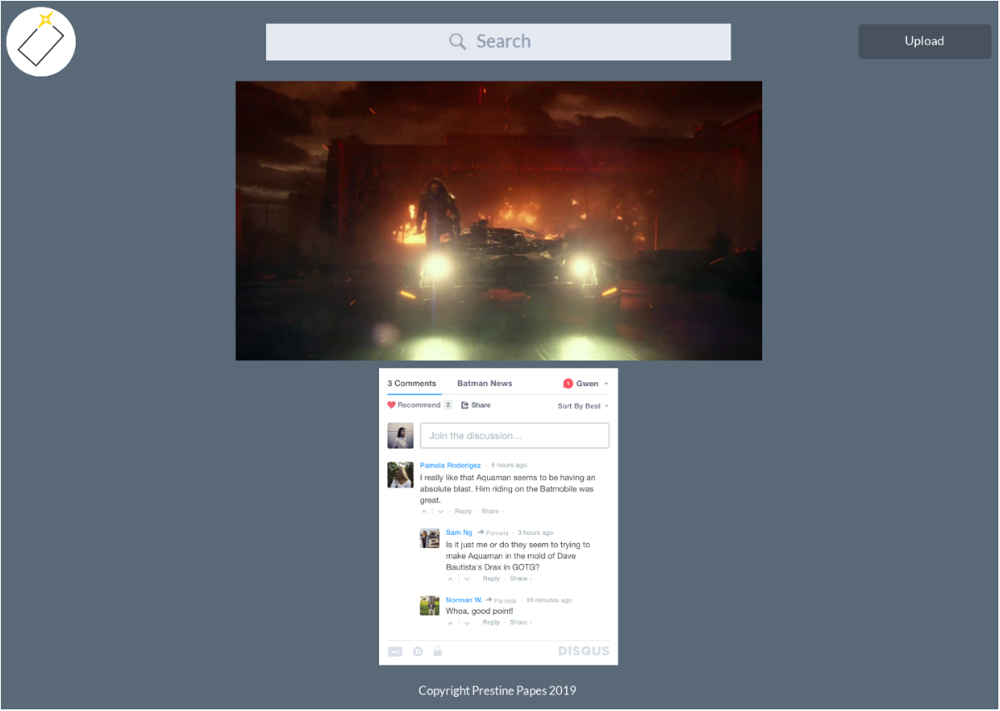 Search
Upload
3 Comments Batman News 1 Gwen
Recommend 2 Share Sort By Best
Join the discussion...
Pamela Roderigez · 6 hours ago
I really like that Aquaman seems to be having an
absolute blast. Him riding on the Batmobile was
great.
· Reply · Share ›
Sam Ng Pamela · 3 hours ago
Is it just me or do they seem to trying to
make Aquaman in the mold of Dave
Bautista's Drax in GOTG?
· Reply · Share ›
Norman W. Pamela · 10 minutes ago
Whoa, good point!
· Reply · Share ›
DISQUS
Copyright Prestine Papes 2019